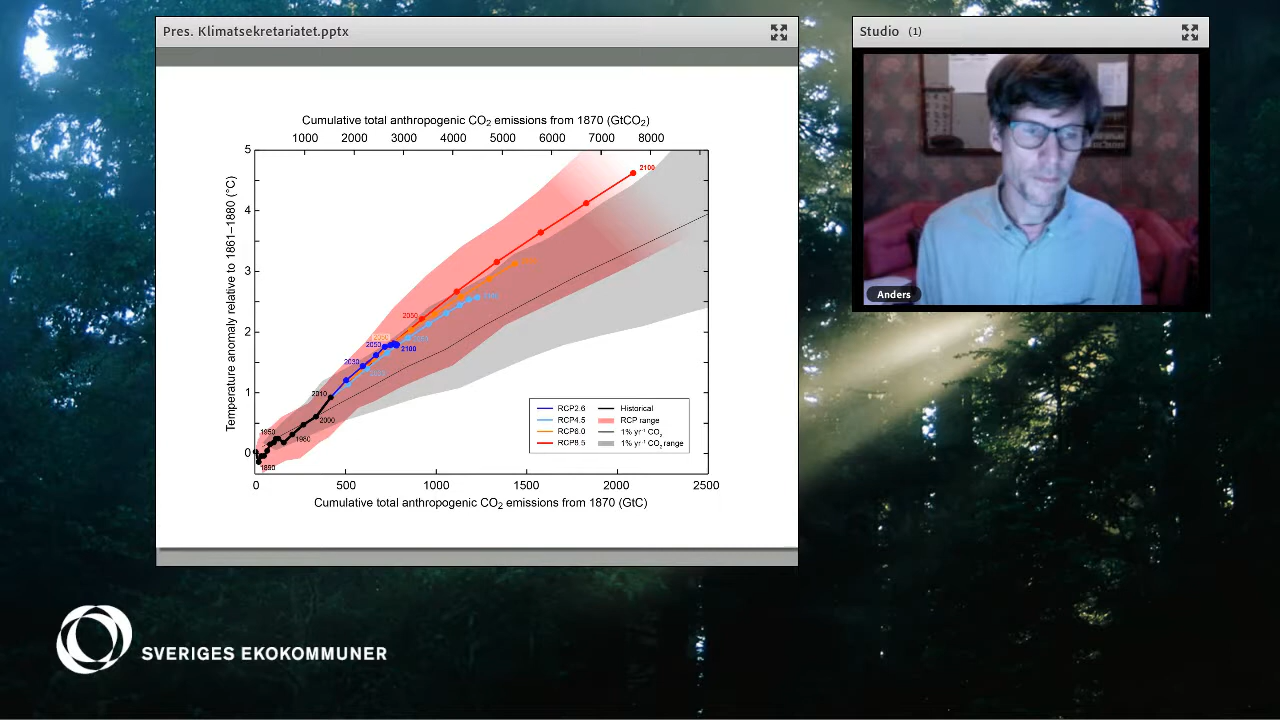 Pres. Klimatsekretariatet.pptx
Studio (1)
Cumulative total anthropogenic CO2 emissions from 1870 (GtCO2)
1000 2000 3000 4000 5000 6000 7000 8000
5
4
3
2
1
0
Temperature anomaly relative to 1861–1880 (°C)
2100
2050
2050
2100
2030
2010
2000
1980
1950
1890
RCP2.6
RCP4.5
RCP6.0
RCP8.5
Historical
RCP range
1% yr-1 CO2
1% yr-1 CO2 range
0 500 1000 1500 2000 2500
Cumulative total anthropogenic CO2 emissions from 1870 (GtC)
Anders
SVERIGES EKOKOMMUNER